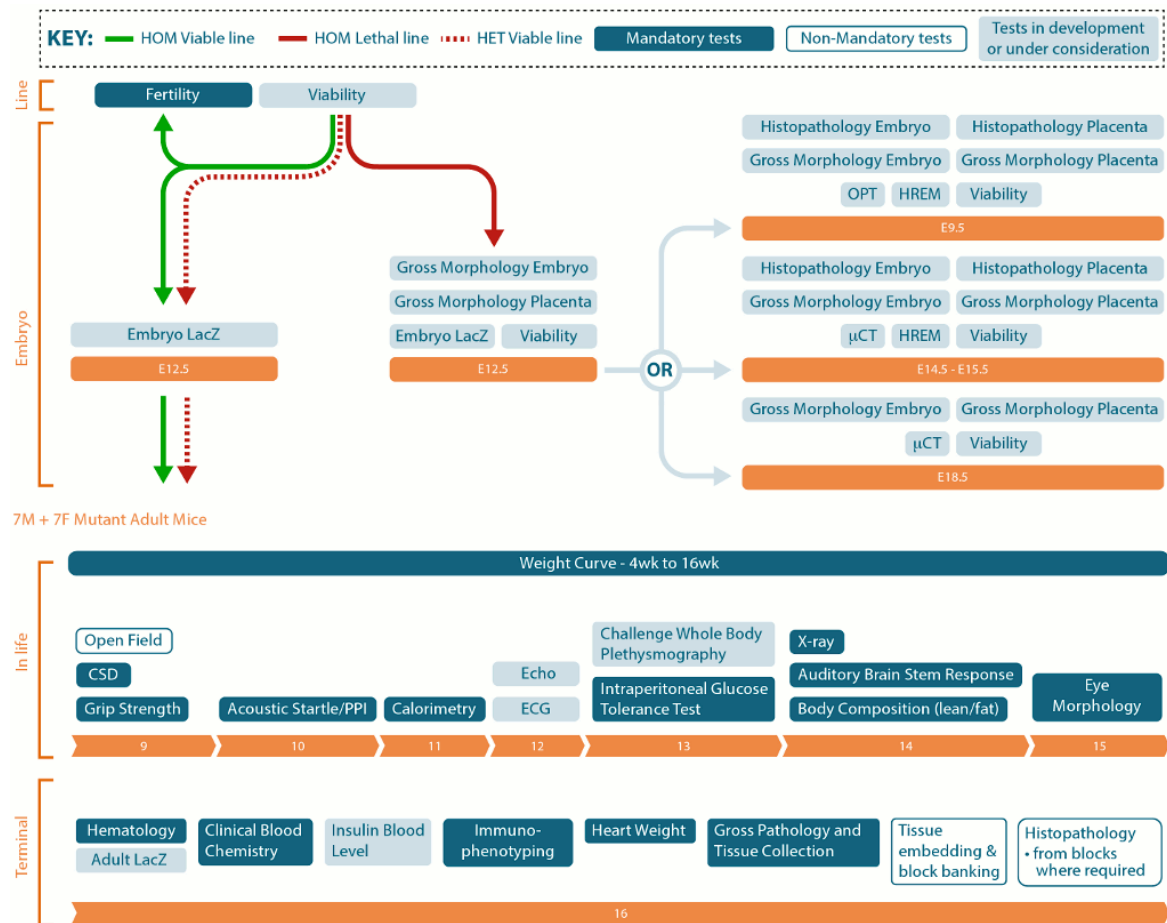 KEY:
HOM Viable line
HOM Lethal line
HET Viable line
Mandatory tests
Non-Mandatory tests
Tests in development
or under consideration
Line
Fertility
Viability
Embryo
Histopathology Embryo
Histopathology Placenta
Gross Morphology Embryo
Gross Morphology Placenta
OPT
HREM
Viability
E9.5
Gross Morphology Embryo
Gross Morphology Placenta
Embryo LacZ
Viability
E12.5
Embryo LacZ
E12.5
OR
Histopathology Embryo
Histopathology Placenta
Gross Morphology Embryo
Gross Morphology Placenta
μCT
HREM
Viability
E14.5 - E15.5
Gross Morphology Embryo
Gross Morphology Placenta
μCT
Viability
E18.5
7M + 7F Mutant Adult Mice
In life
Weight Curve - 4wk to 16wk
Open Field
CSD
Grip Strength
Acoustic Startle/PPI
Calorimetry
Echo
ECG
Challenge Whole Body
Plethysmography
Intraperitoneal Glucose
Tolerance Test
X-ray
Auditory Brain Stem Response
Body Composition (lean/fat)
Eye
Morphology
9
10
11
12
13
14
15
Terminal
Hematology
Adult LacZ
Clinical Blood
Chemistry
Insulin Blood
Level
Immuno-
phenotyping
Heart Weight
Gross Pathology and
Tissue Collection
Tissue
embedding &
block banking
Histopathology
• from blocks
where required
16